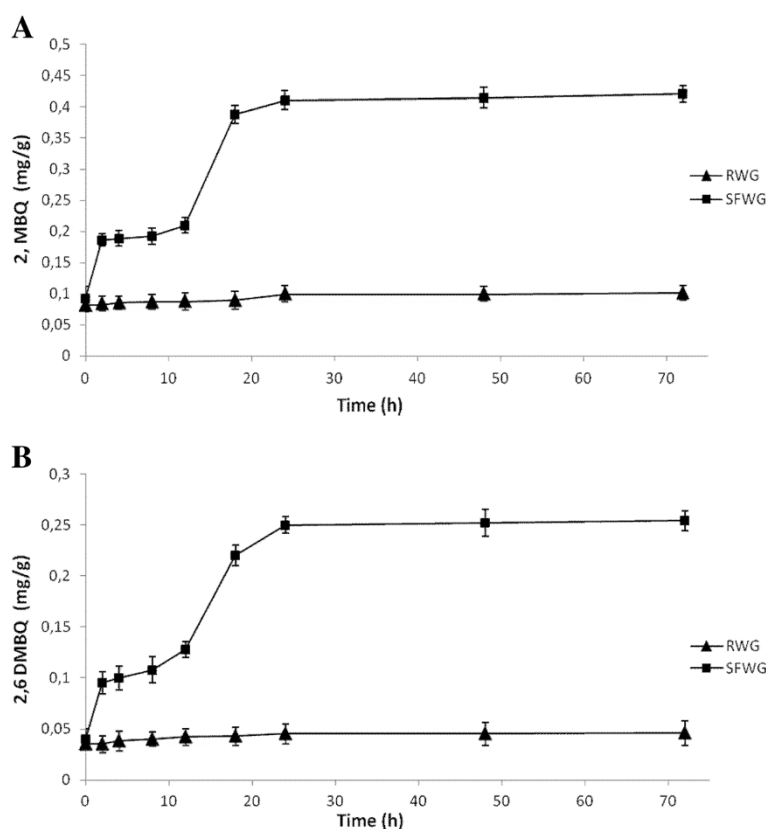 A
2, MBQ (mg/g)
0,5
0,45
0,4
0,35
0,3
0,25
0,2
0,15
0,1
0,05
0
0 10 20 30 40 50 60 70
Time (h)
RWG
SFWG
B
2,6 DMBQ (mg/g)
0,3
0,25
0,2
0,15
0,1
0,05
0
0 10 20 30 40 50 60 70
Time (h)
RWG
SFWG